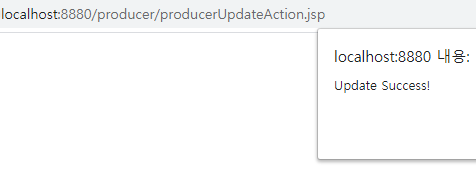 localhost:8880/producer/producerUpdateAction.jsp
localhost:8880 내용:
Update Success!